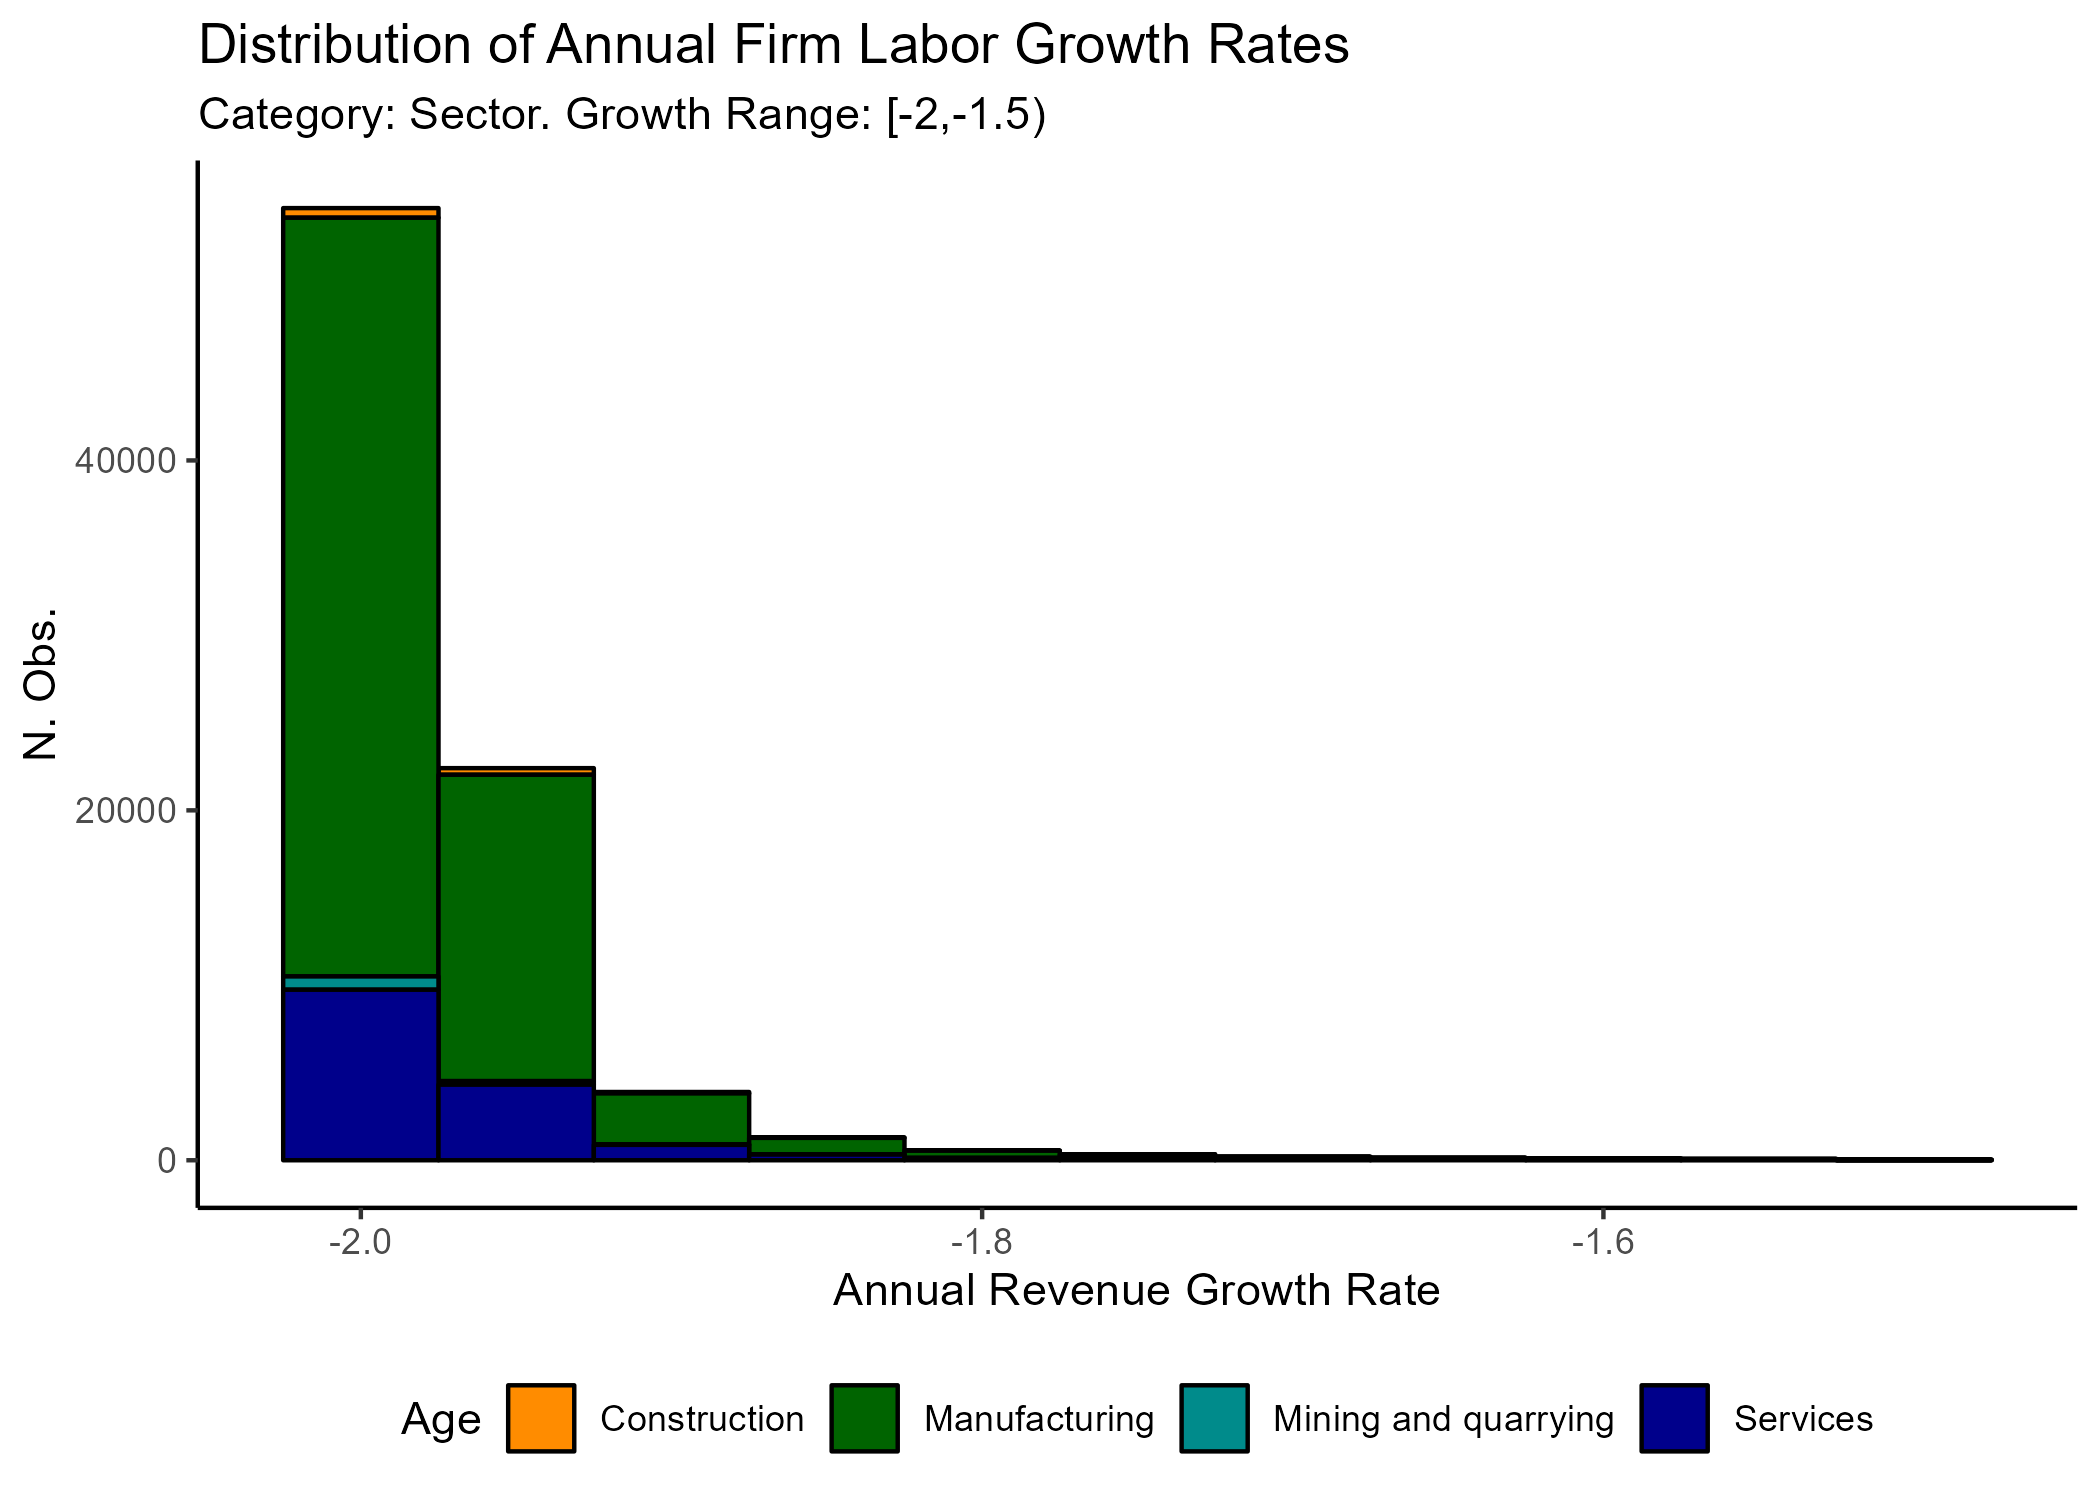 Distribution of Annual Firm Labor Growth Rates
Category: Sector. Growth Range: [-2,-1.5)
N. Obs.
40000
20000
0
-2.0 -1.8 -1.6
Annual Revenue Growth Rate
Age Construction Manufacturing Mining and quarrying Services